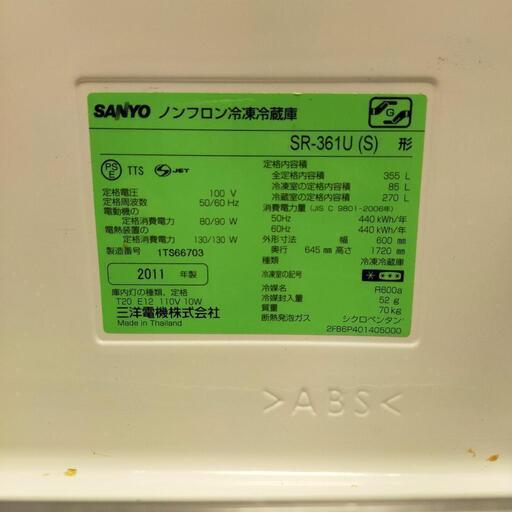 SANYO ノンフロン冷凍冷蔵庫
SR-361U (S) 形
PS E TTS S JET
定格電圧 100 V
定格周波数 50/60 Hz
電動機の
定格消費電力 80/90 W
電熱装置の
定格消費電力 130/130 W
製造番号 1TS66703
2011 年製
庫内灯の種類、定格
T20 E12 110V 10W
三洋電機株式会社
Made in Thailand
G
定格内容積
全定格内容積 355 L
冷凍室の定格内容積 85 L
冷蔵室の定格内容積 270 L
消費電力量 (JIS C 9801-2006年)
50Hz 440 kWh/年
60Hz 440 kWh/年
外形寸法 幅 600 mm
奥行 645 mm 高さ 1720 mm
種類 冷凍冷蔵庫
冷凍室の記号 * ***
冷媒名 R600a
冷媒封入量 52 g
質量 70 kg
断熱発泡ガス シクロペンタン
2FB6P401405000
>ABS<